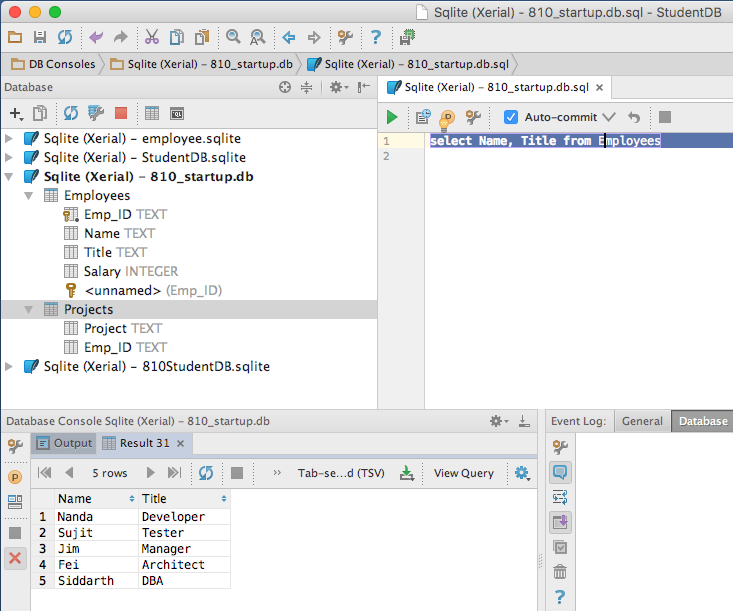 Sqlite (Xerial) - 810_startup.db.sql - StudentDB
DB Consoles Sqlite (Xerial) - 810_startup.db Sqlite (Xerial) - 810_startup.db.sql
Database
Sqlite (Xerial) - employee.sqlite
Sqlite (Xerial) - StudentDB.sqlite
Sqlite (Xerial) - 810_startup.db
Employees
Emp_ID TEXT
Name TEXT
Title TEXT
Salary INTEGER
<unnamed> (Emp_ID)
Projects
Project TEXT
Emp_ID TEXT
Sqlite (Xerial) - 810StudentDB.sqlite
Sqlite (Xerial) - 810_startup.db.sql
Auto-commit
1 select Name, Title from Employees
2
Database Console Sqlite (Xerial) - 810_startup.db
Output Result 31
5 rows Tab-se...d (TSV) View Query
Name Title
1 Nanda Developer
2 Sujit Tester
3 Jim Manager
4 Fei Architect
5 Siddarth DBA
Event Log: General Database